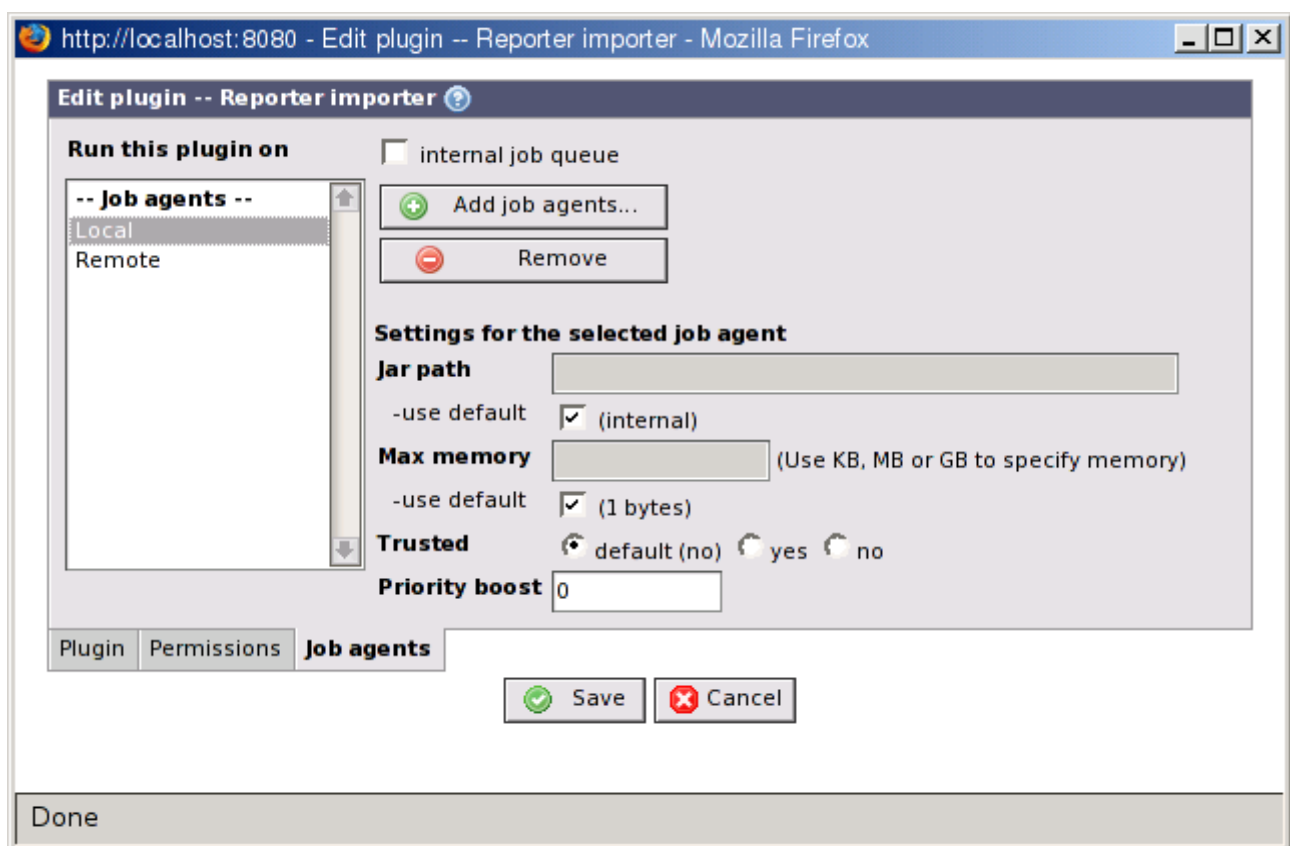 http://localhost:8080 - Edit plugin -- Reporter importer - Mozilla Firefox
Edit plugin -- Reporter importer ?
Run this plugin on
internal job queue
-- Job agents --
Local
Remote
Add job agents...
Remove
Settings for the selected job agent
Jar path
-use default (internal)
Max memory (Use KB, MB or GB to specify memory)
-use default (1 bytes)
Trusted default (no) yes no
Priority boost 0
Plugin Permissions Job agents
Save Cancel
Done